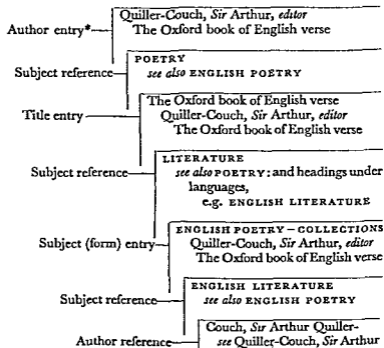 Quiller-Couch, Sir Arthur, editor
Author entry*
The Oxford book of English verse
POETRY
Subject reference
see also ENGLISH POETRY
The Oxford book of English verse
Title entry
Quiller-Couch, Sir Arthur, editor
The Oxford book of English verse
LITERATURE
Subject reference
see also POETRY: and headings under
languages,
e.g. ENGLISH LITERATURE
ENGLISH POETRY – COLLECTIONS
Subject (form) entry
Quiller-Couch, Sir Arthur, editor
The Oxford book of English verse
ENGLISH LITERATURE
Subject reference
see also ENGLISH POETRY
Couch, Sir Arthur Quiller-
Author reference
see Quiller-Couch, Sir Arthur